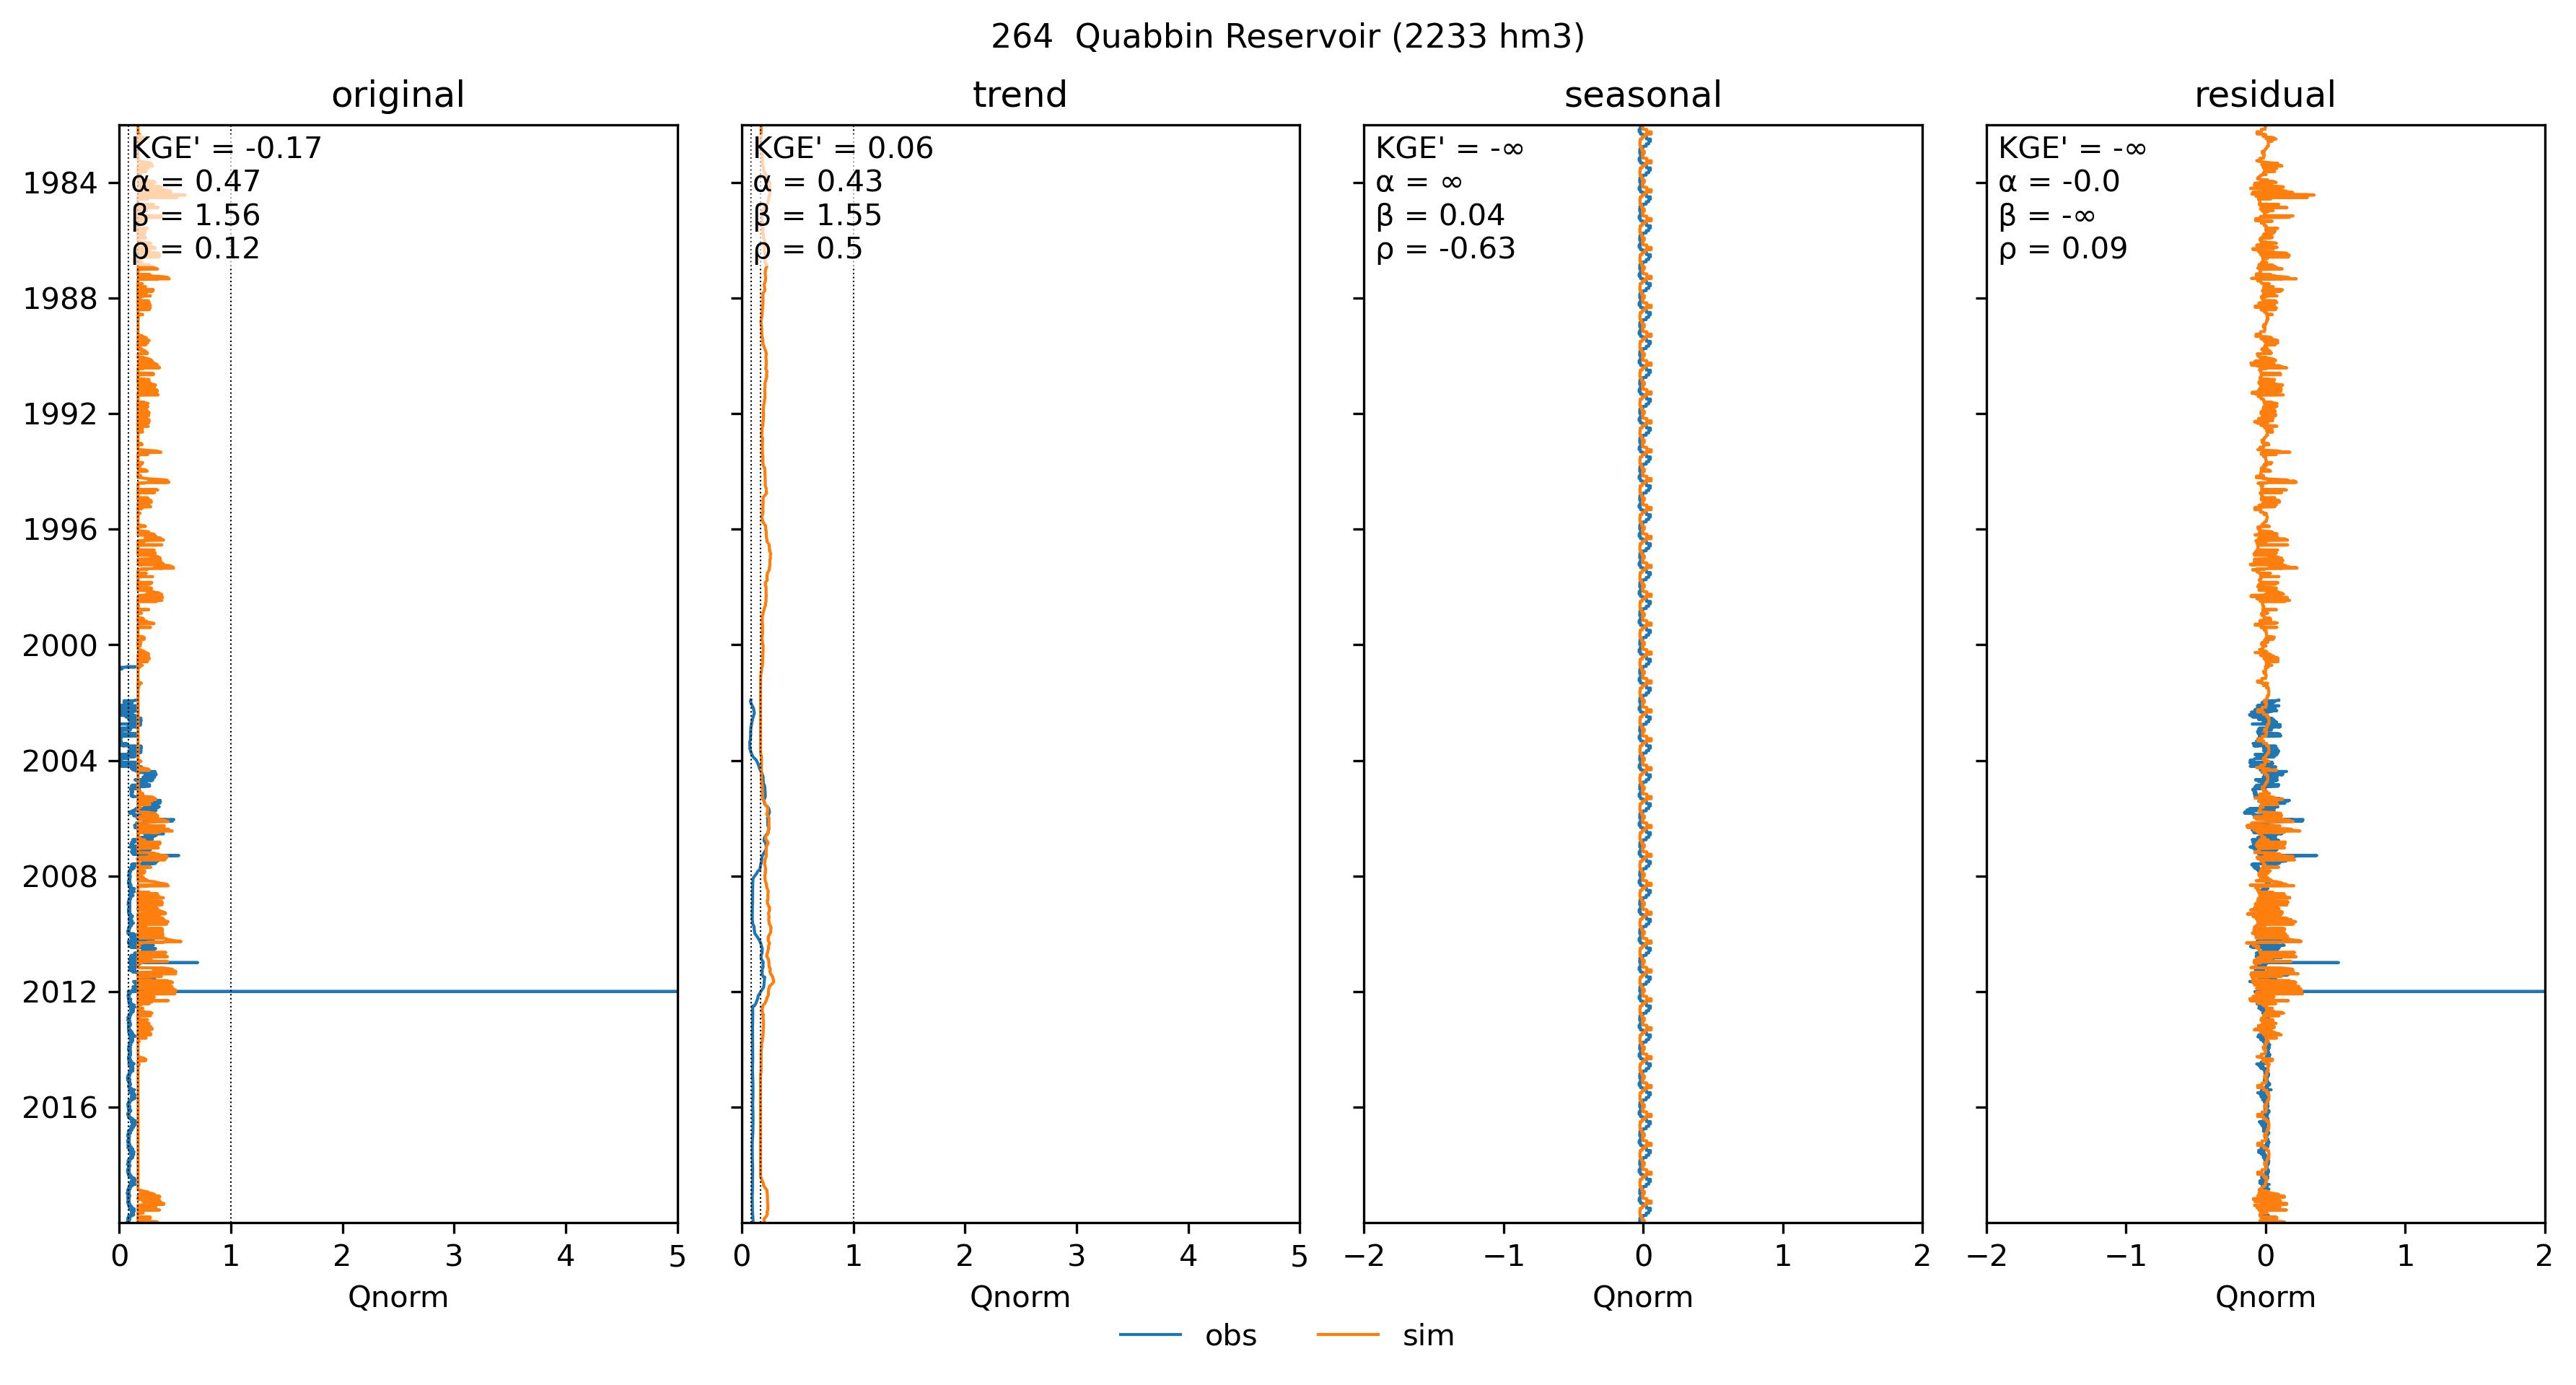 264  Quabbin Reservoir (2233 hm3)
original
trend
seasonal
residual
KGE' = -0.17
α = 0.47
β = 1.56
ρ = 0.12
KGE' = 0.06
α = 0.43
β = 1.55
ρ = 0.5
KGE' = -∞
α = ∞
β = 0.04
ρ = -0.63
KGE' = -∞
α = -0.0
β = -∞
ρ = 0.09
1984
1988
1992
1996
2000
2004
2008
2012
2016
0 1 2 3 4 5
0 1 2 3 4 5
−2 −1 0 1 2
−2 −1 0 1 2
Qnorm
Qnorm
Qnorm
Qnorm
obs
sim